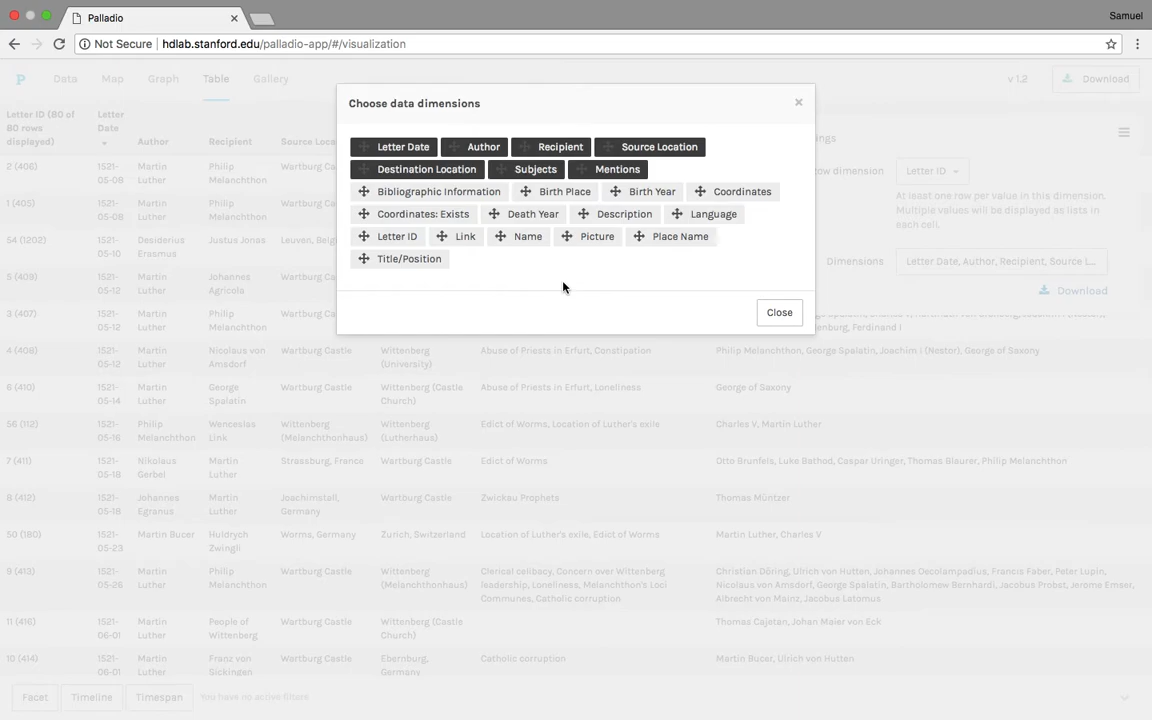 Palladio
Samuel
Not Secure hdlab.stanford.edu/palladio-app/#/visualization
P Data Map Graph Table Gallery v 1.2 Download
Choose data dimensions ×
Letter Date Author Recipient Source Location
Destination Location Subjects Mentions
Bibliographic Information Birth Place Birth Year Coordinates
Coordinates: Exists Death Year Description Language
Letter ID Link Name Picture Place Name
Title/Position
Close
Row dimension Letter ID
At least one row per value in this dimension.
Multiple values will be displayed as lists in
each cell.
Dimensions Letter Date, Author, Recipient, Source L...
Download
Letter ID (80 of
80 rows
displayed)
Letter
Date
Author Recipient Source Loca
2 (406) 1521-
05-08
Martin
Luther
Philip
Melanchthon
Wartburg Castle
1 (405) 1521-
05-08
Martin
Luther
Philip
Melanchthon
Wartburg Castle
54 (1202) 1521-
05-10
Desiderius
Erasmus
Justus Jonas Leuven, Belgi
5 (409) 1521-
05-12
Martin
Luther
Johannes
Agricola
Wartburg Castle
3 (407) 1521-
05-12
Martin
Luther
Philip
Melanchthon
Wartburg Ca
Ferdinand I
4 (408) 1521-
05-12
Martin
Luther
Nicolaus von
Amsdorf
Wartburg Castle Wittenberg
(University)
Abuse of Priests in Erfurt, Constipation Philip Melanchthon, George Spalatin, Joachim I (Nestor), George of Saxony
6 (410) 1521-
05-14
Martin
Luther
George
Spalatin
Wartburg Castle Wittenberg (Castle
Church)
Abuse of Priests in Erfurt, Loneliness George of Saxony
56 (112) 1521-
05-16
Philip
Melanchthon
Wenceslas
Link
Wittenberg
(Melanchthonhaus)
Wittenberg
(Lutherhaus)
Edict of Worms, Location of Luther's exile Charles V, Martin Luther
7 (411) 1521-
05-18
Nikolaus
Gerbel
Martin
Luther
Strassburg, France Wartburg Castle Edict of Worms Otto Brunfels, Luke Bathod, Caspar Uringer, Thomas Blaurer, Philip Melanchthon
8 (412) 1521-
05-18
Johannes
Egranus
Martin
Luther
Joachimstall,
Germany
Wartburg Castle Zwickau Prophets Thomas Müntzer
50 (180) 1521-
05-23
Martin Bucer Huldrych
Zwingli
Worms, Germany Zurich, Switzerland Location of Luther's exile, Edict of Worms Martin Luther, Charles V
9 (413) 1521-
05-26
Martin
Luther
Philip
Melanchthon
Wartburg Castle Wittenberg
(Melanchthonhaus)
Clerical celibacy, Concern over Wittenberg
leadership, Loneliness, Melanchthon's Loci
Communes, Catholic corruption
Christian Döring, Ulrich von Hutten, Johannes Oecolampadius, Francis Faber, Peter Lupin,
Nicolaus von Amsdorf, George Spalatin, Bartholomew Bernhardi, Jacobus Probst, Jerome Emser,
Albrecht von Mainz, Jacobus Latomus
11 (416) 1521-
06-01
Martin
Luther
People of
Wittenberg
Wartburg Castle Wittenberg (Castle
Church)
Thomas Cajetan, Johan Maier von Eck
10 (414) 1521-
06-01
Martin
Luther
Franz von
Sickingen
Wartburg Castle Ebernburg,
Germany
Catholic corruption Martin Bucer, Ulrich von Hutten
Facet Timeline Timespan You have no active filters